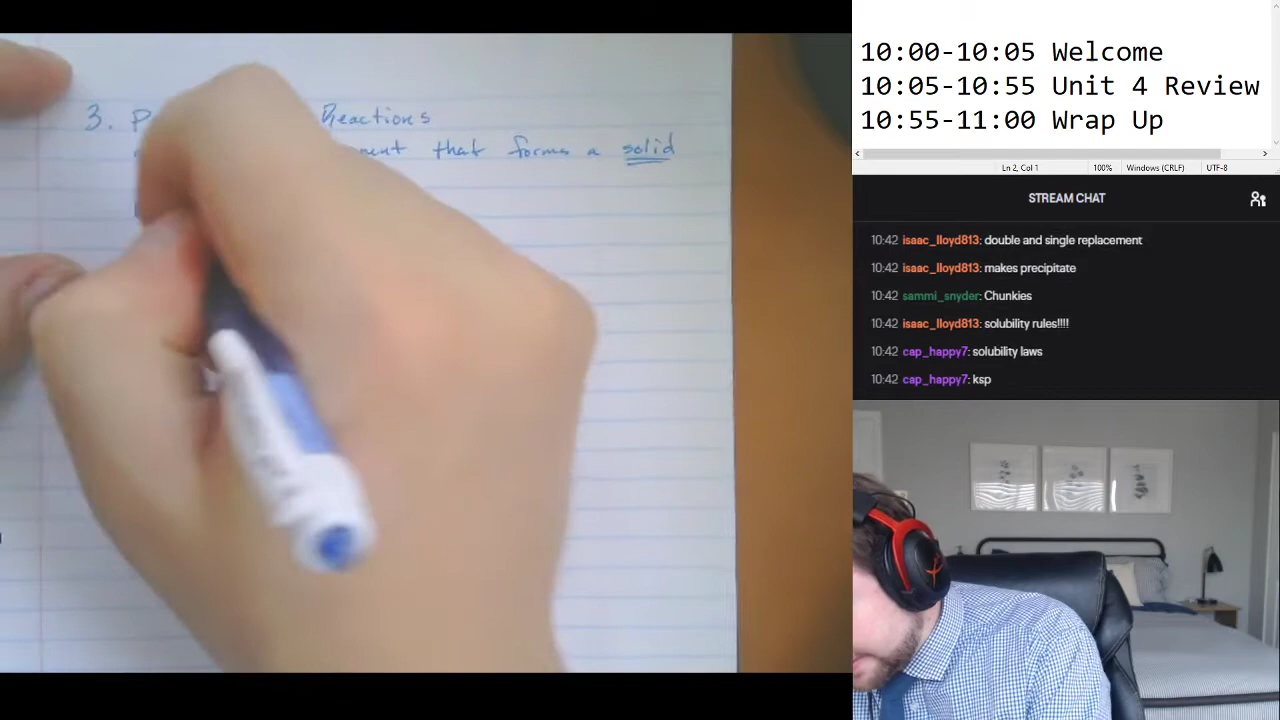 3. P Reactions
that forms a solid
10:00-10:05 Welcome
10:05-10:55 Unit 4 Review
10:55-11:00 Wrap Up
Ln 2, Col 1 100% Windows (CRLF) UTF-8
STREAM CHAT
10:42 isaac_lloyd813: double and single replacement
10:42 isaac_lloyd813: makes precipitate
10:42 sammi_snyder: Chunkies
10:42 isaac_lloyd813: solubility rules!!!!
10:42 cap_happy7: solubility laws
10:42 cap_happy7: ksp